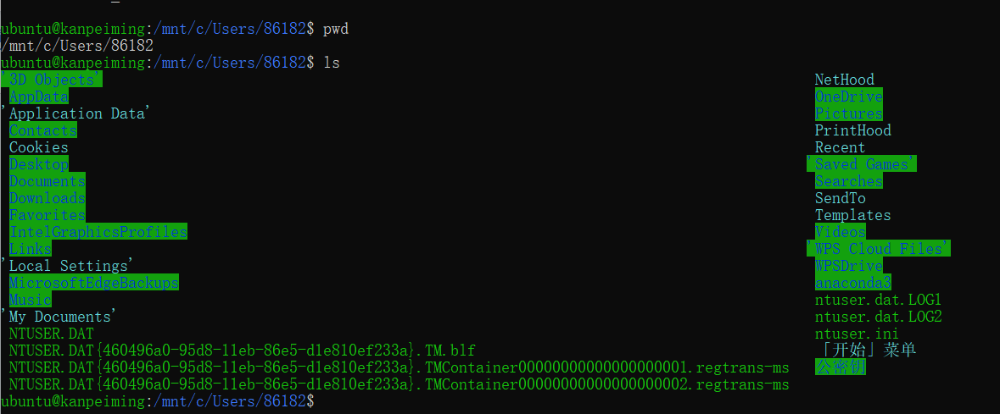 ubuntu@kanpeiming:/mnt/c/Users/86182$ pwd
/mnt/c/Users/86182
ubuntu@kanpeiming:/mnt/c/Users/86182$ ls
'3D Objects' NetHood
AppData OneDrive
'Application Data' Pictures
Contacts PrintHood
Cookies Recent
Desktop 'Saved Games'
Documents Searches
Downloads SendTo
Favorites Templates
IntelGraphicsProfiles Videos
Links 'WPS Cloud Files'
'Local Settings' WPSDrive
MicrosoftEdgeBackups anaconda3
Music ntuser.dat.LOG1
'My Documents' ntuser.dat.LOG2
NTUSER.DAT ntuser.ini
NTUSER.DAT{460496a0-95d8-11eb-86e5-d1e810ef233a}.TM.blf 「开始」菜单
NTUSER.DAT{460496a0-95d8-11eb-86e5-d1e810ef233a}.TMContainer00000000000000000001.regtrans-ms 公密钥
NTUSER.DAT{460496a0-95d8-11eb-86e5-d1e810ef233a}.TMContainer00000000000000000002.regtrans-ms
ubuntu@kanpeiming:/mnt/c/Users/86182$